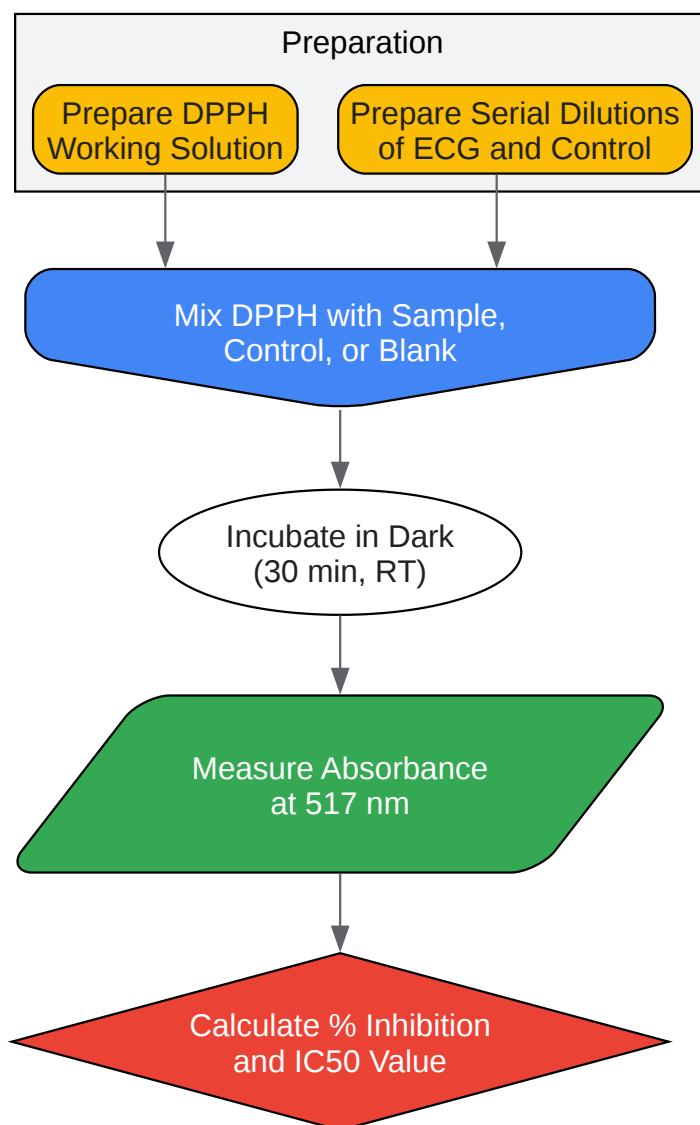 Preparation
Prepare DPPH
Working Solution
Prepare Serial Dilutions
of ECG and Control
Mix DPPH with Sample,
Control, or Blank
Incubate in Dark
(30 min, RT)
Measure Absorbance
at 517 nm
Calculate % Inhibition
and IC50 Value